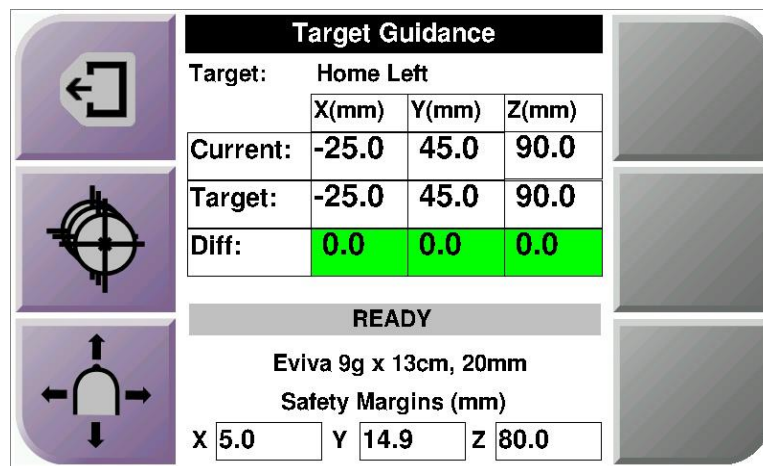 Target Guidance
Target: Home Left
X(mm) Y(mm) Z(mm)
Current: -25.0 45.0 90.0
Target: -25.0 45.0 90.0
Diff: 0.0 0.0 0.0
READY
Eviva 9g x 13cm, 20mm
Safety Margins (mm)
X 5.0 Y 14.9 Z 80.0